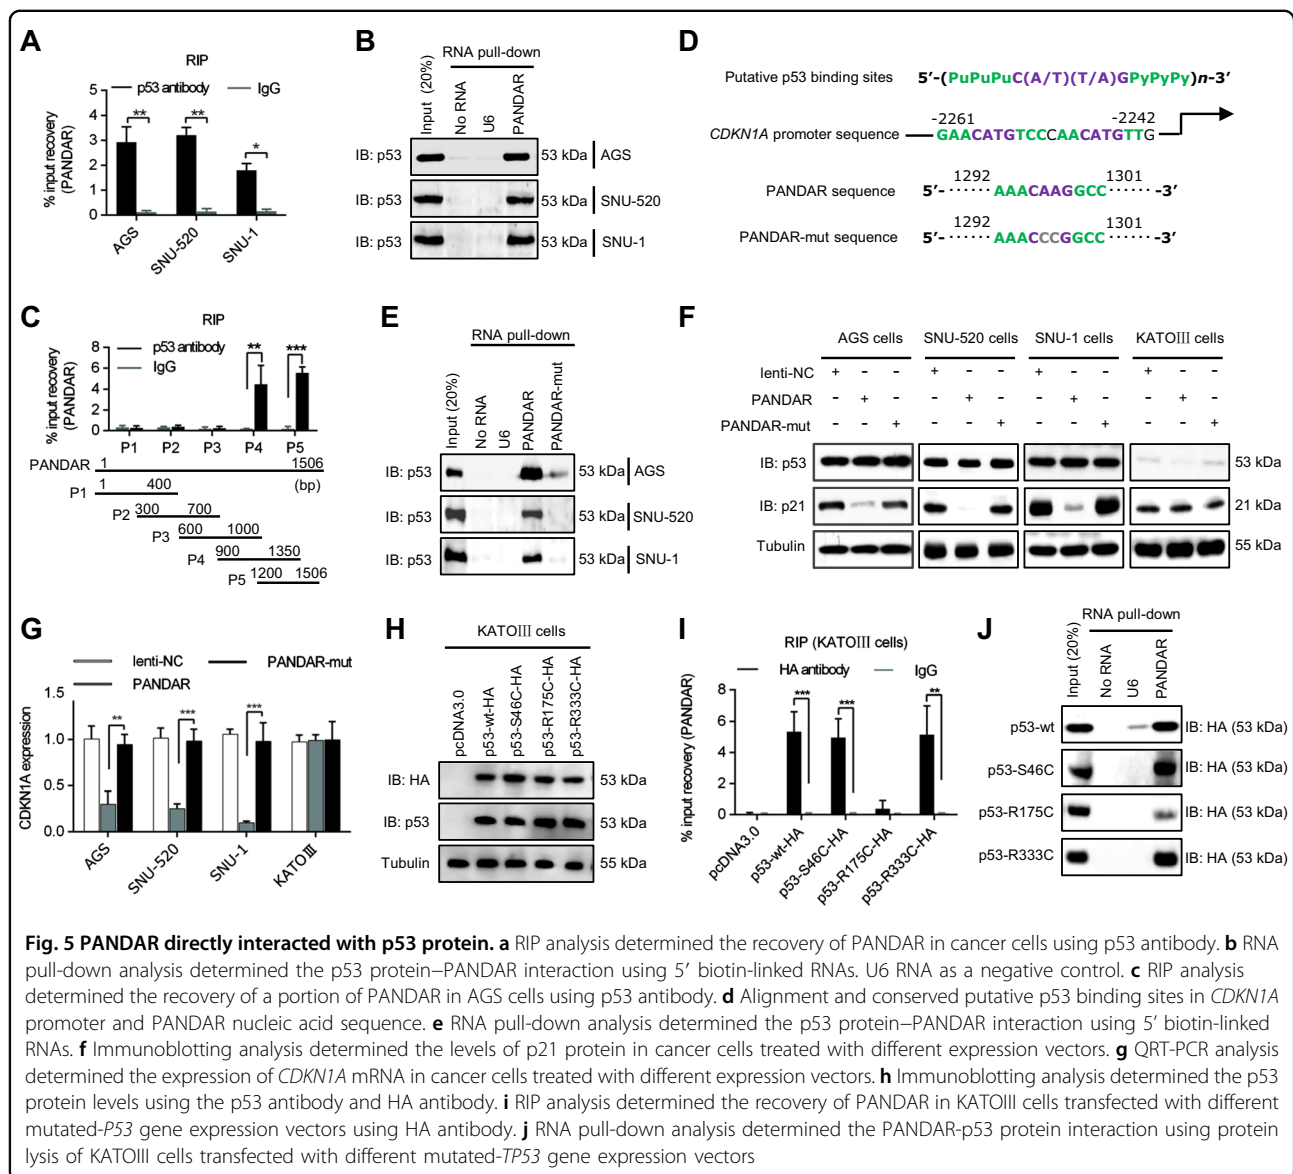 A
RIP
p53 antibody
IgG
% input recovery
(PANDAR)
5
4
3
2
1
0
**
**
*
AGS
SNU-520
SNU-1
B
RNA pull-down
Input (20%)
No RNA
U6
PANDAR
IB: p53
53 kDa
AGS
IB: p53
53 kDa
SNU-520
IB: p53
53 kDa
SNU-1
D
Putative p53 binding sites
5’-(PuPuPuC(A/T)(T/A)GPyPyPy)n-3’
-2261
-2242
CDKN1A promoter sequence
GAACATGTCCCAACATGTTG
1292
1301
PANDAR sequence
5’-······ AAACAAGGCC ······-3’
1292
1301
PANDAR-mut sequence
5’-······ AAACCCGGCC ······-3’
C
RIP
p53 antibody
IgG
% input recovery
(PANDAR)
8
6
4
2
0
**
***
P1
P2
P3
P4
P5
PANDAR
1
1506
(bp)
P1
1
400
P2
300
700
P3
600
1000
P4
900
1350
P5
1200
1506
E
RNA pull-down
Input (20%)
No RNA
U6
PANDAR
PANDAR-mut
IB: p53
53 kDa
AGS
IB: p53
53 kDa
SNU-520
IB: p53
53 kDa
SNU-1
F
AGS cells
SNU-520 cells
SNU-1 cells
KATOIII cells
lenti-NC + - - + - - + - - + - -
PANDAR - + - - + - - + - - + -
PANDAR-mut - - + - - + - - + - - +
IB: p53
53 kDa
IB: p21
21 kDa
Tubulin
55 kDa
G
lenti-NC
PANDAR-mut
PANDAR
CDKN1A expression
1.5
1.0
0.5
0.0
**
***
***
AGS
SNU-520
SNU-1
KATOIII
H
KATOIII cells
pcDNA3.0
p53-wt-HA
p53-S46C-HA
p53-R175C-HA
p53-R333C-HA
IB: HA
53 kDa
IB: p53
53 kDa
Tubulin
55 kDa
I
RIP (KATOIII cells)
HA antibody
IgG
% input recovery (PANDAR)
8
6
4
2
0
***
***
**
pcDNA3.0
p53-wt-HA
p53-S46C-HA
p53-R175C-HA
p53-R333C-HA
J
RNA pull-down
Input (20%)
No RNA
U6
PANDAR
p53-wt
IB: HA (53 kDa)
p53-S46C
IB: HA (53 kDa)
p53-R175C
IB: HA (53 kDa)
p53-R333C
IB: HA (53 kDa)
Fig. 5 PANDAR directly interacted with p53 protein. a RIP analysis determined the recovery of PANDAR in cancer cells using p53 antibody. b RNA
pull-down analysis determined the p53 protein–PANDAR interaction using 5′ biotin-linked RNAs. U6 RNA as a negative control. c RIP analysis
determined the recovery of a portion of PANDAR in AGS cells using p53 antibody. d Alignment and conserved putative p53 binding sites in CDKN1A
promoter and PANDAR nucleic acid sequence. e RNA pull-down analysis determined the p53 protein–PANDAR interaction using 5′ biotin-linked
RNAs. f Immunoblotting analysis determined the levels of p21 protein in cancer cells treated with different expression vectors. g QRT-PCR analysis
determined the expression of CDKN1A mRNA in cancer cells treated with different expression vectors. h Immunoblotting analysis determined the p53
protein levels using the p53 antibody and HA antibody. i RIP analysis determined the recovery of PANDAR in KATOIII cells transfected with different
mutated-P53 gene expression vectors using HA antibody. j RNA pull-down analysis determined the PANDAR-p53 protein interaction using protein
lysis of KATOIII cells transfected with different mutated-TP53 gene expression vectors